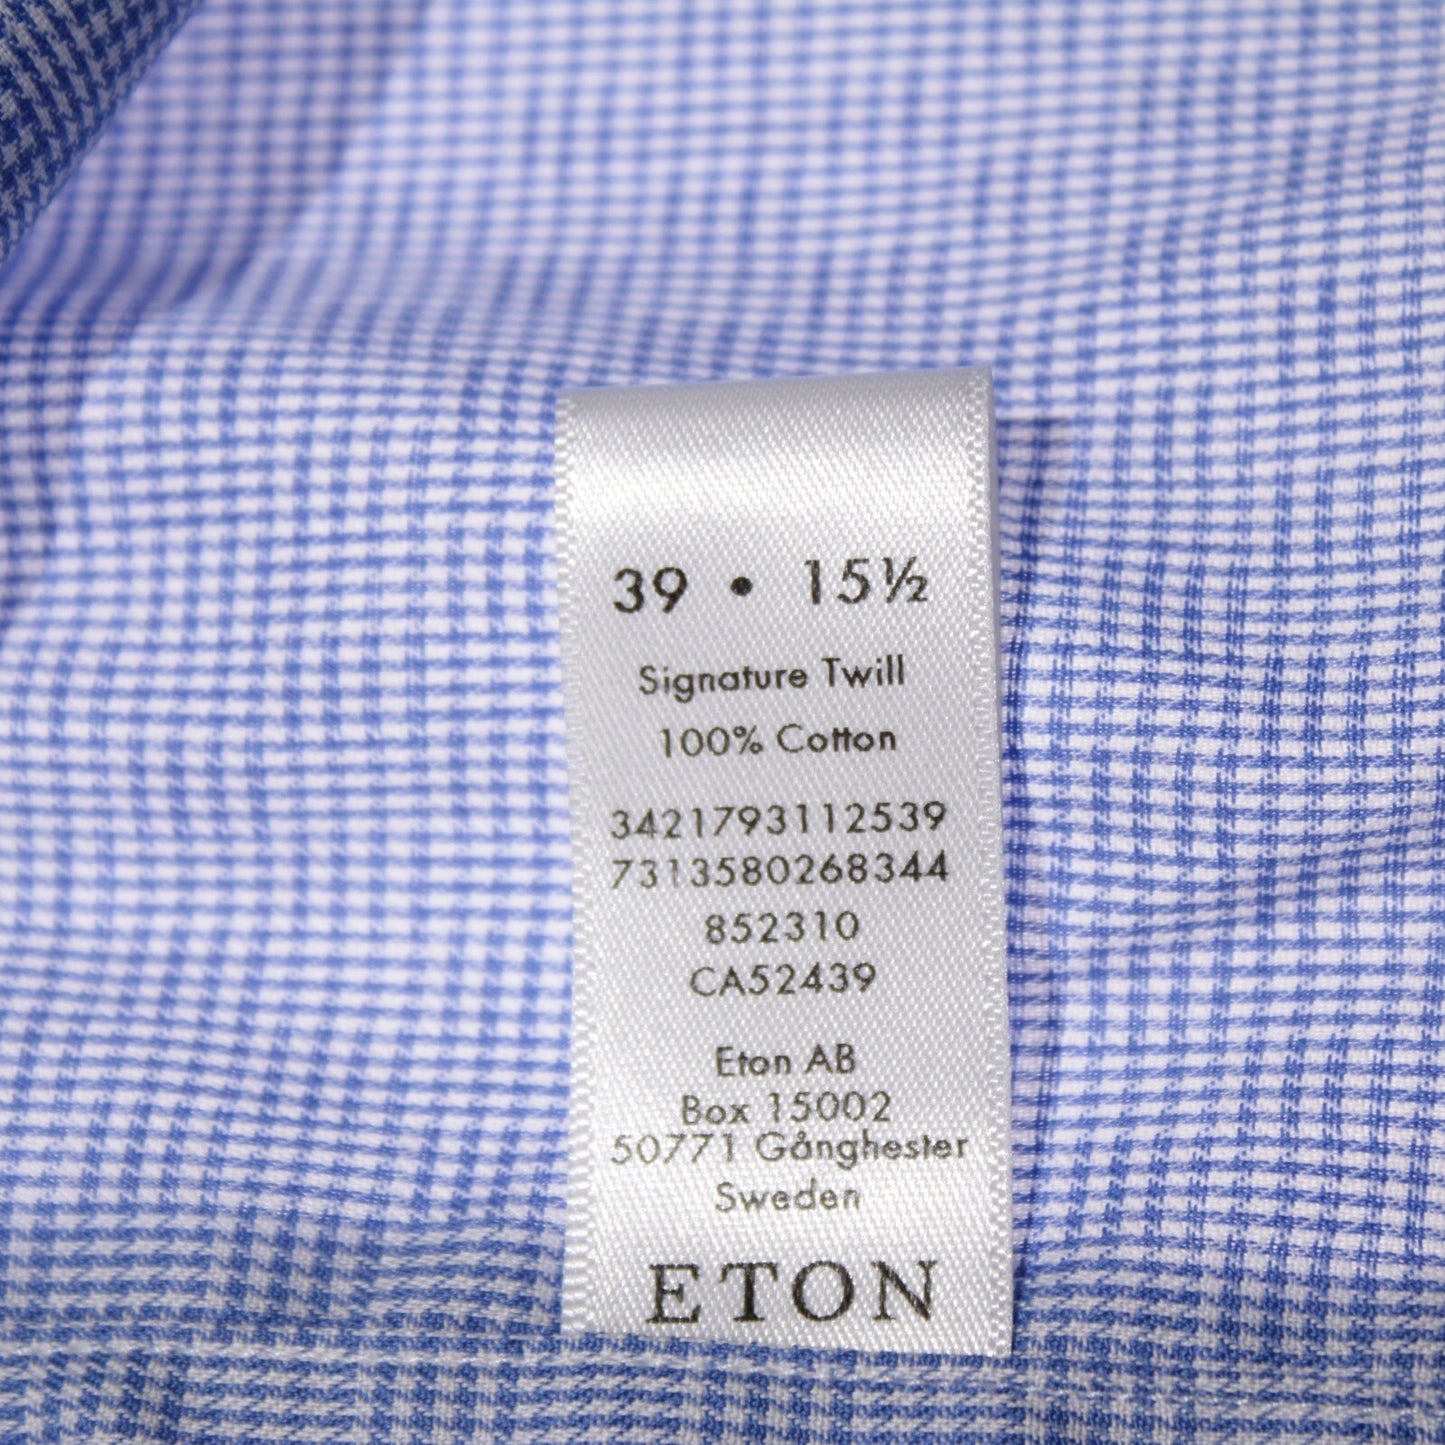 39 • 15½
Signature Twill
100% Cotton
3421793112539
7313580268344
852310
CA52439
Eton AB
Box 15002
50771 Gånghester
Sweden
ETON